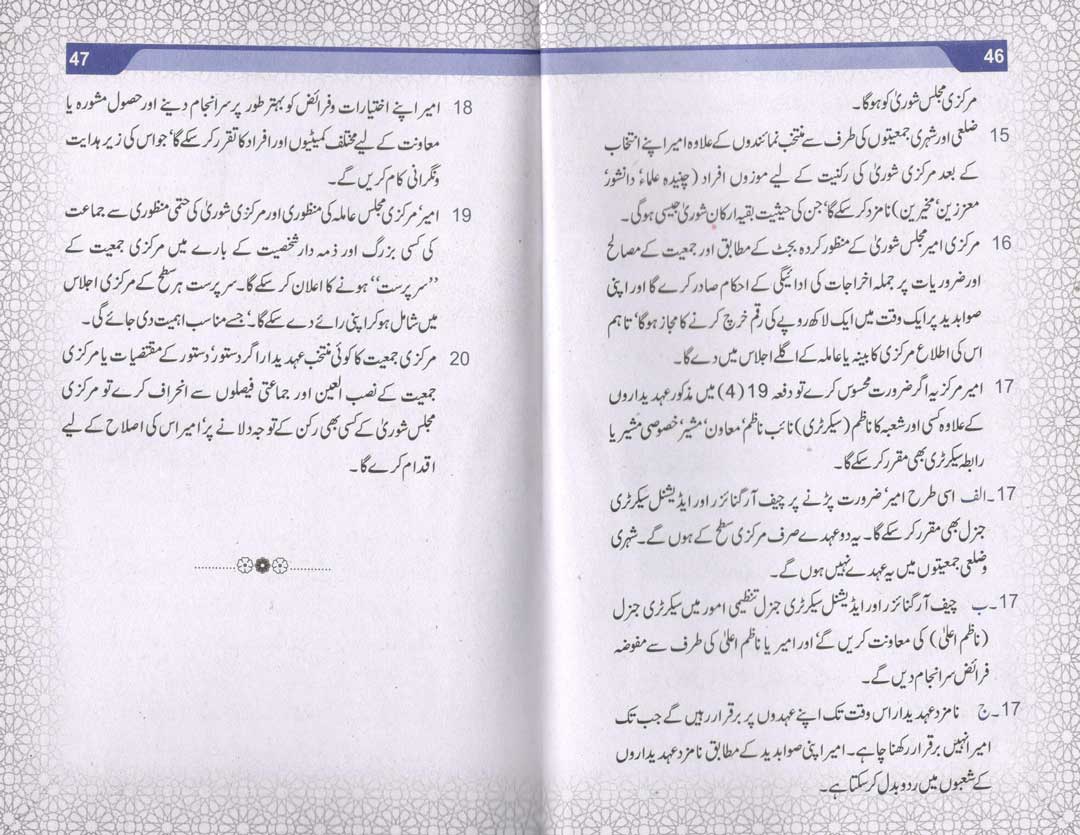 46
مرکزی مجلس شوریٰ کو ہوگا۔
15 ضلعی اور شہری جمعیتوں کی طرف سے منتخب نمائندوں کے علاوہ امیر اپنے انتخاب
کے بعد مرکزی شوریٰ کی رکنیت کے لیے موزوں افراد (چنیدہ علماء‘ دانشور‘
معززین‘ مخیرین) نامزد کر سکے گا‘ جن کی حیثیت بقیہ ارکان شوریٰ جیسی ہوگی۔
16 مرکزی امیر مجلس شوریٰ کے منظور کردہ بجٹ کے مطابق اور جمعیت کے مصالح
اور ضروریات پر جملہ اخراجات کی ادائیگی کے احکام صادر کرے گا اور اپنی
صوابدید پر ایک وقت میں ایک لاکھ روپے کی رقم خرچ کرنے کا مجاز ہوگا‘ تاہم
اس کی اطلاع مرکزی کابینہ یا عاملہ کے اگلے اجلاس میں دے گا۔
17 امیر مرکزیہ اگر ضرورت محسوس کرے تو دفعہ 19 (4) میں مذکور عہدیداروں
کے علاوہ کسی اور شعبہ کا ناظم (سیکرٹری) نائب ناظم‘ معاون‘ مشیر‘ خصوصی مشیر یا
رابطہ سیکرٹری بھی مقرر کر سکے گا۔
17۔الف اسی طرح امیر‘ ضرورت پڑنے پر چیف آرگنائزر اور ایڈیشنل سیکرٹری
جنرل بھی مقرر کر سکے گا۔ یہ دو عہدے صرف مرکزی سطح کے ہوں گے۔ شہری
و ضلعی جمعیتوں میں یہ عہدے نہیں ہوں گے۔
17۔ب چیف آرگنائزر اور ایڈیشنل سیکرٹری جنرل تنظیمی امور میں سیکرٹری جنرل
(ناظم اعلیٰ) کی معاونت کریں گے‘ اور امیر یا ناظم اعلیٰ کی طرف سے مفوضہ
فرائض سرانجام دیں گے۔
17۔ج نامزد عہدیدار اس وقت تک اپنے عہدوں پر برقرار رہیں گے جب تک
امیر انہیں برقرار رکھنا چاہے۔ امیر اپنی صوابدید کے مطابق نامزد عہدیداروں
کے شعبوں میں ردوبدل کر سکتا ہے۔
47
18 امیر اپنے اختیارات و فرائض کو بہتر طور پر سرانجام دینے اور حصول مشورہ یا
معاونت کے لیے مختلف کمیٹیوں اور افراد کا تقرر کر سکے گا‘ جو اس کی زیر ہدایت
و نگرانی کام کریں گے۔
19 امیر‘ مرکزی مجلس عاملہ کی منظوری اور مرکزی شوریٰ کی حتمی منظوری سے جماعت
کی کسی بزرگ اور ذمہ دار شخصیت کے بارے میں مرکزی جمعیت کے
’’سرپرست‘‘ ہونے کا اعلان کر سکے گا۔ سرپرست ہر سطح کے مرکزی اجلاس
میں شامل ہو کر اپنی رائے دے سکے گا‘۔ جسے مناسب اہمیت دی جائے گی۔
20 مرکزی جمعیت کا کوئی منتخب عہدیدار اگر دستور‘ دستور کے مقتضیات یا مرکزی
جمعیت کے نصب العین اور جماعتی فیصلوں سے انحراف کرے تو مرکزی
مجلس شوریٰ کے کسی بھی رکن کے توجہ دلانے پر‘ امیر اس کی اصلاح کے لیے
اقدام کرے گا۔